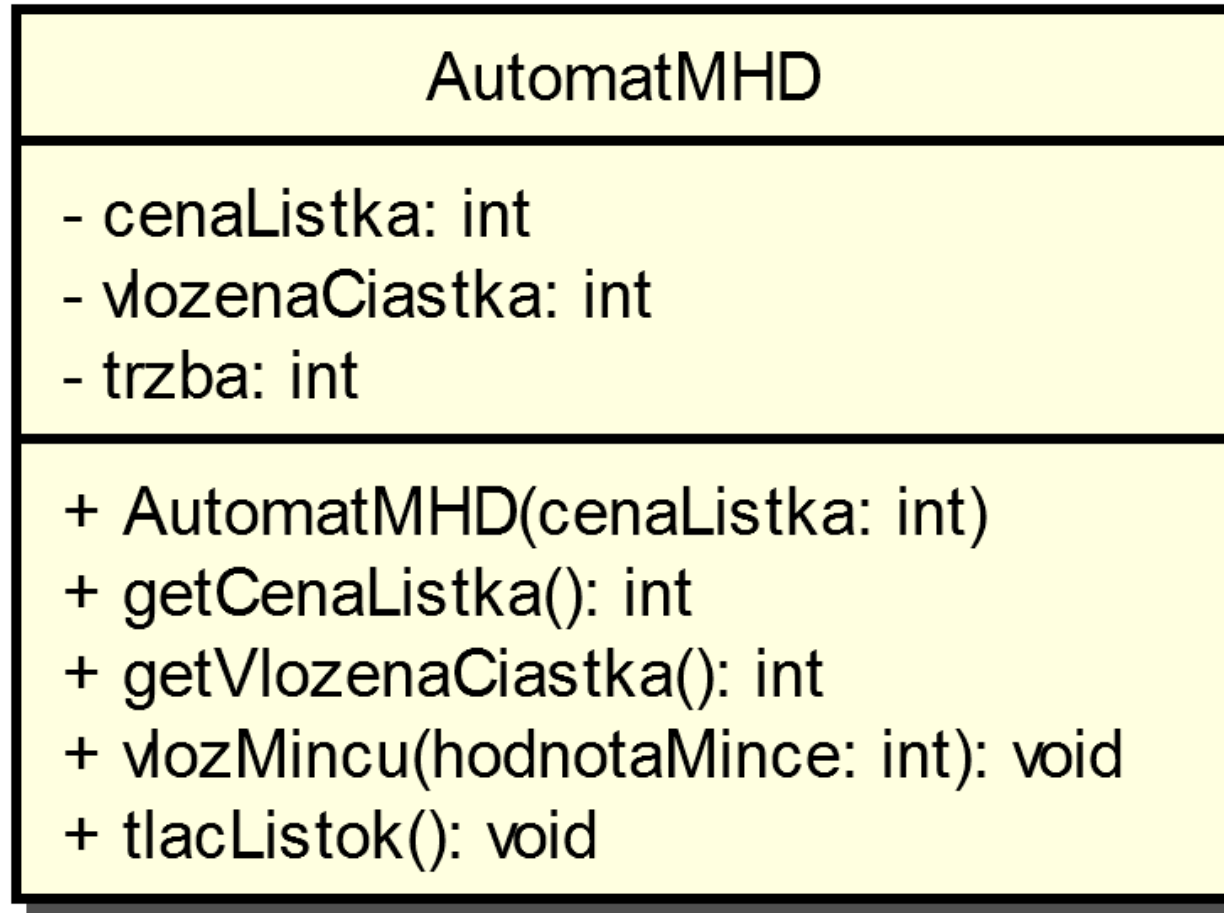 AutomatMHD
- cenaListka: int
- vlozenaCiastka: int
- trzba: int
+ AutomatMHD(cenaListka: int)
+ getCenaListka(): int
+ getVlozenaCiastka(): int
+ vlozMincu(hodnotaMince: int): void
+ tlacListok(): void